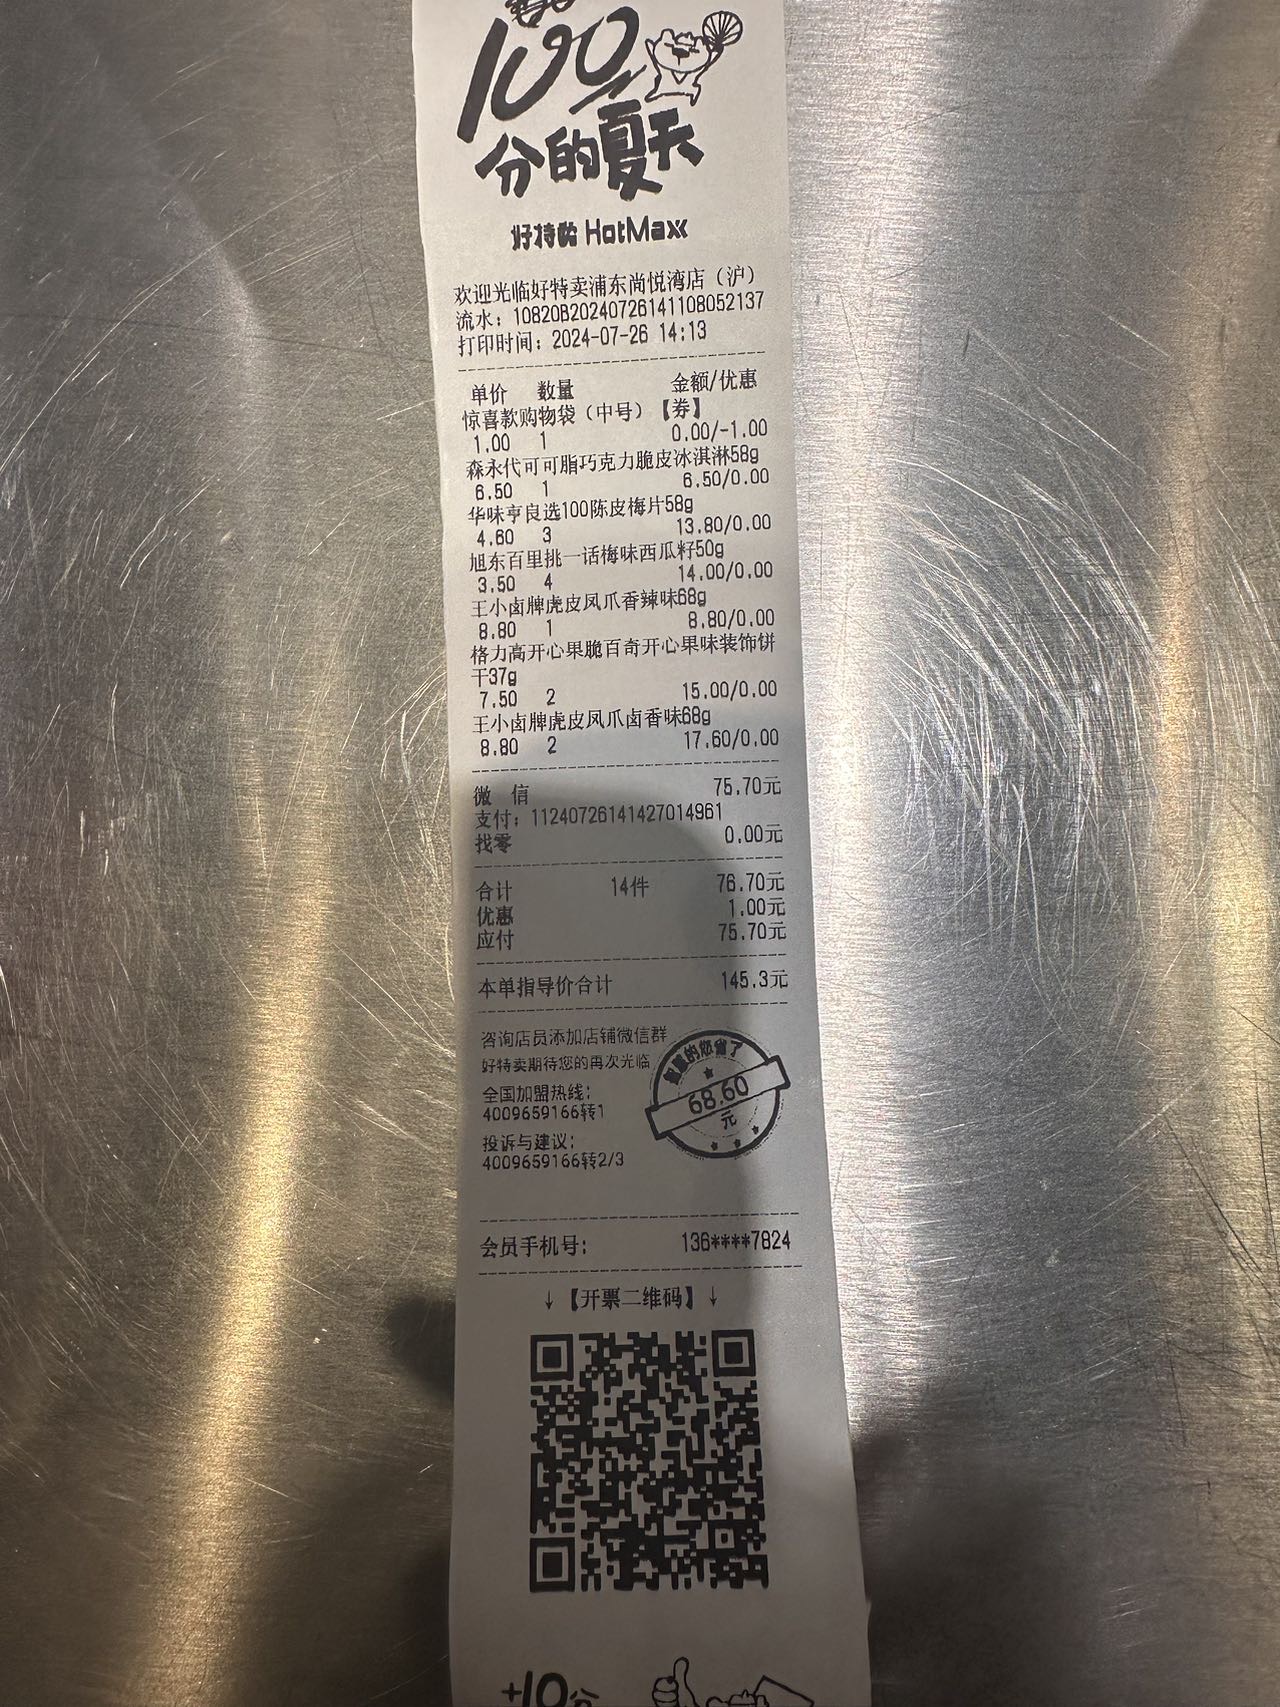 100
分的夏天
好特卖 HotMaxx
欢迎光临好特卖浦东尚悦湾店（沪）
流水：10820B20240726141108052137
打印时间：2024-07-26 14:13
单价 数量 金额/优惠
惊喜款购物袋（中号）【券】
1.00 1 0.00/-1.00
森永代可可脂巧克力脆皮冰淇淋58g
6.50 1 6.50/0.00
华味亨良选100陈皮梅片58g
4.60 3 13.80/0.00
旭东百里挑一话梅味西瓜籽50g
3.50 4 14.00/0.00
王小卤牌虎皮凤爪香辣味68g
8.80 1 8.80/0.00
格力高开心果脆百奇开心果味装饰饼
干37g
7.50 2 15.00/0.00
王小卤牌虎皮凤爪卤香味68g
8.80 2 17.60/0.00
微 信 75.70元
支付：11240726141427014961
找零 0.00元
合计 14件 76.70元
优惠 1.00元
应付 75.70元
本单指导价合计 145.3元
咨询店员添加店铺微信群
好特卖期待您的再次光临
全国加盟热线：
4009659166转1
投诉与建议：
4009659166转2/3
的您省了
68.60
元
会员手机号： 136****7824
↓【开票二维码】↓
+10分